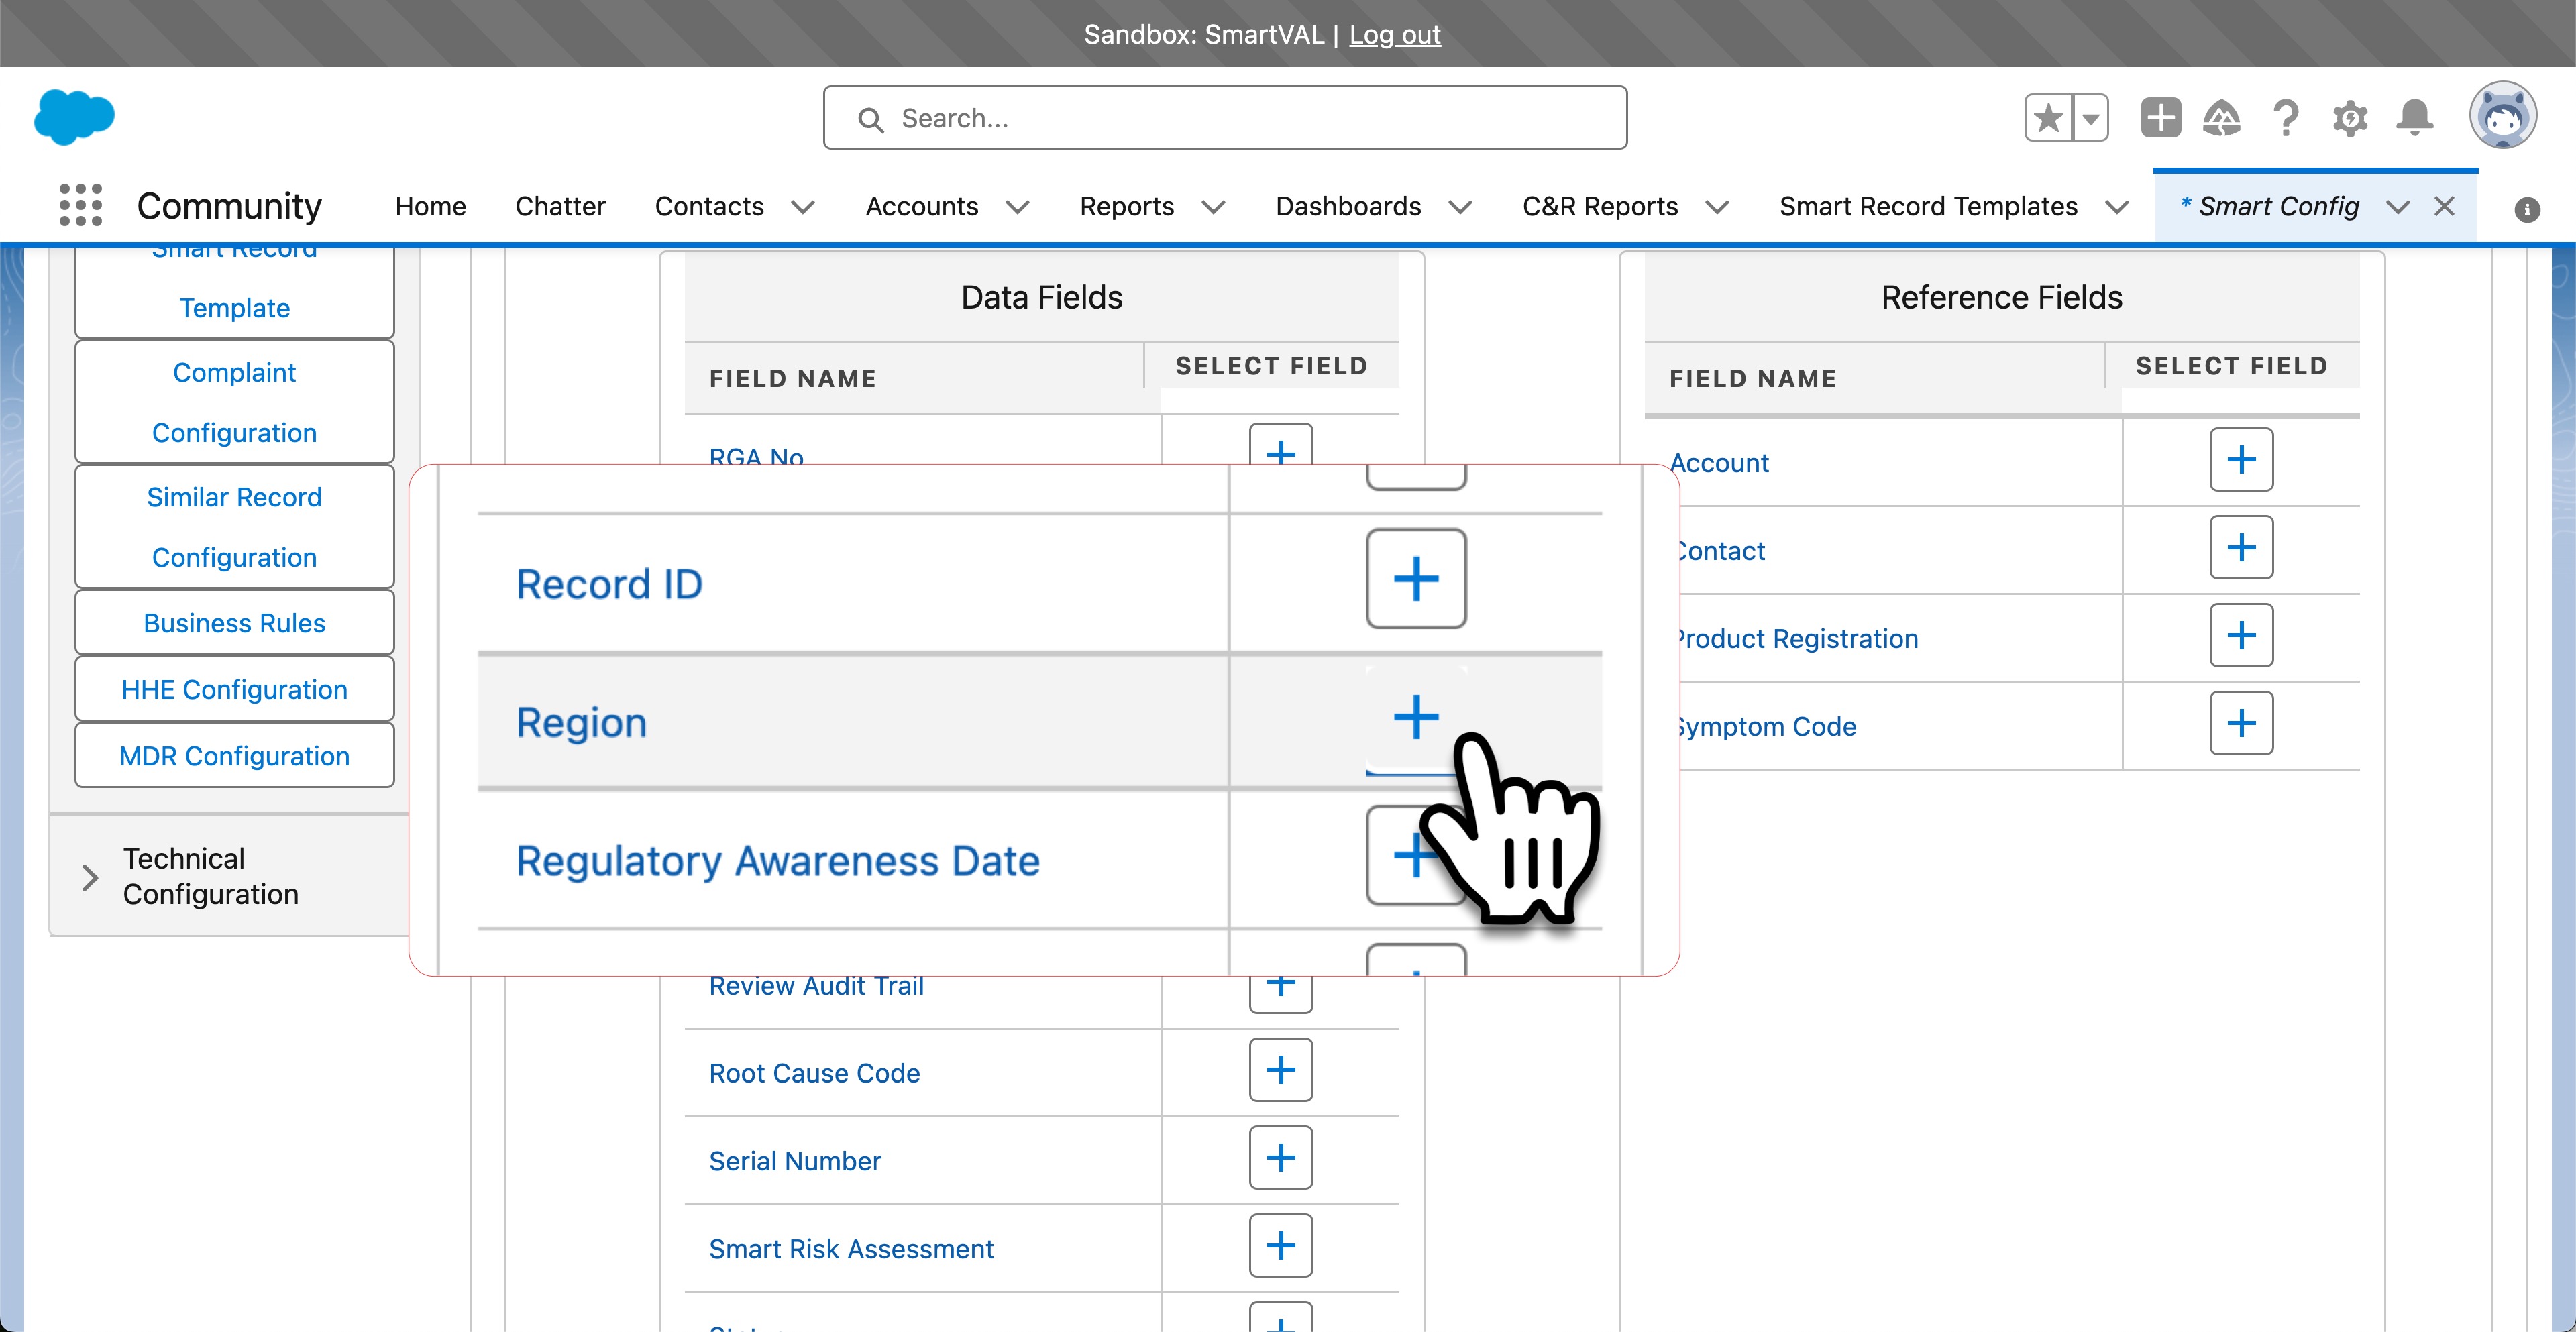 Sandbox: SmartVAL | Log out
Search...
Community
Home
Chatter
Contacts
Accounts
Reports
Dashboards
C&R Reports
Smart Record Templates
* Smart Config
Smart Record
Template
Complaint
Configuration
Similar Record
Configuration
Business Rules
HHE Configuration
MDR Configuration
Technical
Configuration
Data Fields
FIELD NAME
SELECT FIELD
RGA No
Record ID
Region
Regulatory Awareness Date
Review Audit Trail
Root Cause Code
Serial Number
Smart Risk Assessment
Reference Fields
FIELD NAME
SELECT FIELD
Account
Contact
Product Registration
Symptom Code